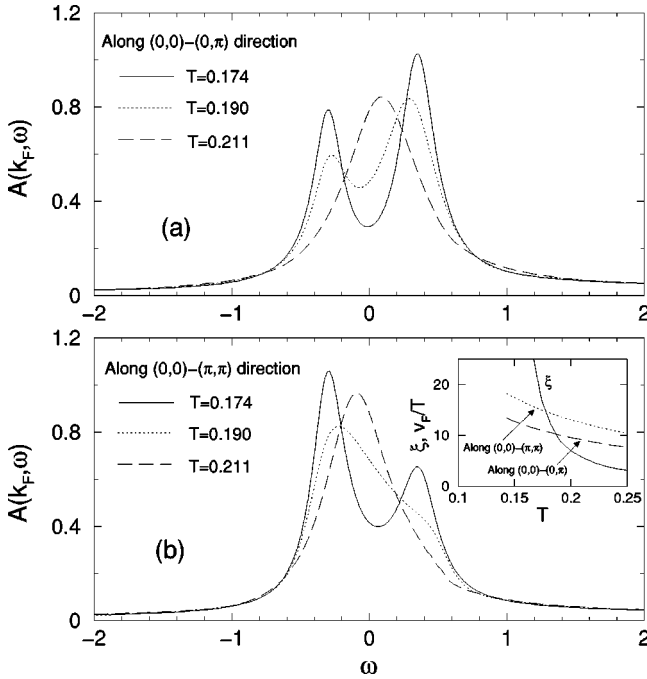 1.2
Along (0,0)−(0,π) direction
T=0.174
T=0.190
T=0.211
0.8
0.4
0
A(k_F,ω)
(a)
−2 −1 0 1 2
1.2
Along (0,0)−(π,π) direction
T=0.174
T=0.190
T=0.211
0.8
0.4
0
A(k_F,ω)
(b)
20
10
0
ξ, v_F/T
ξ
Along (0,0)−(π,π)
Along (0,0)−(0,π)
0.1 0.15 0.2 0.25
T
−2 −1 0 1 2
ω